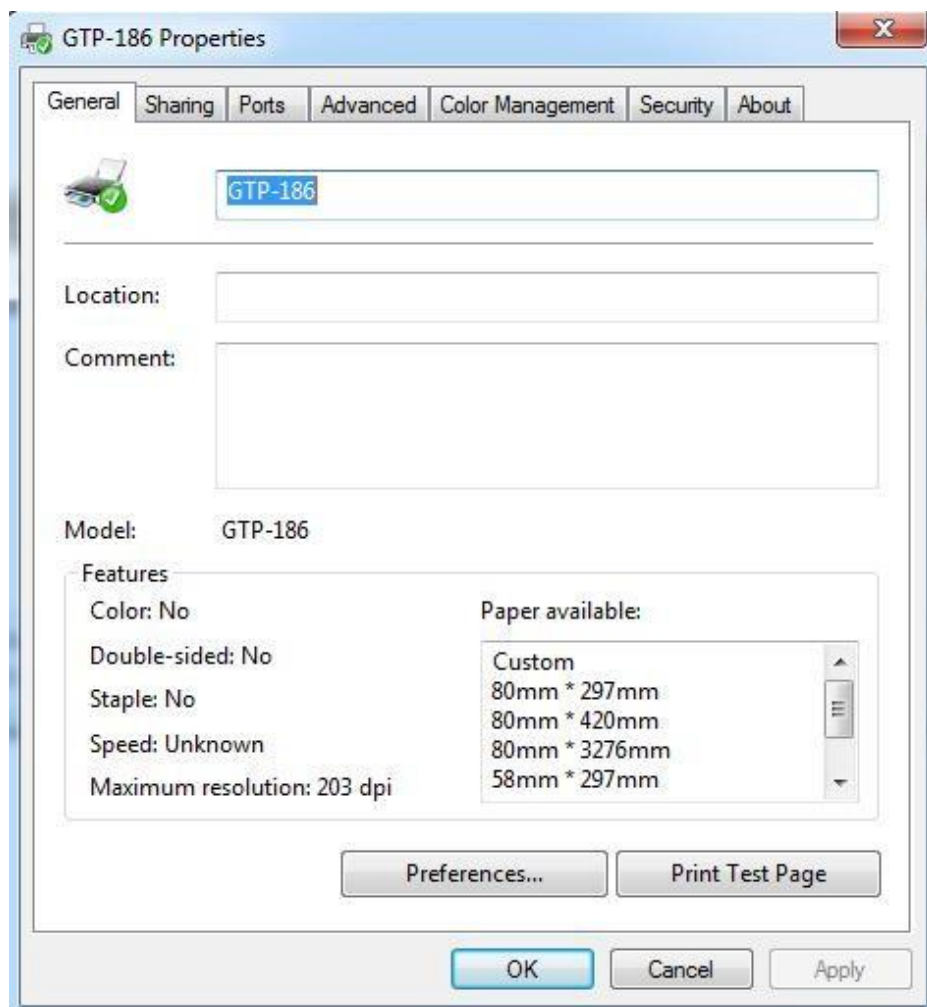 GTP-186 Properties
General Sharing Ports Advanced Color Management Security About
GTP-186
Location:
Comment:
Model: GTP-186
Features
Color: No
Double-sided: No
Staple: No
Speed: Unknown
Maximum resolution: 203 dpi
Paper available:
Custom
80mm * 297mm
80mm * 420mm
80mm * 3276mm
58mm * 297mm
Preferences... Print Test Page
OK Cancel Apply